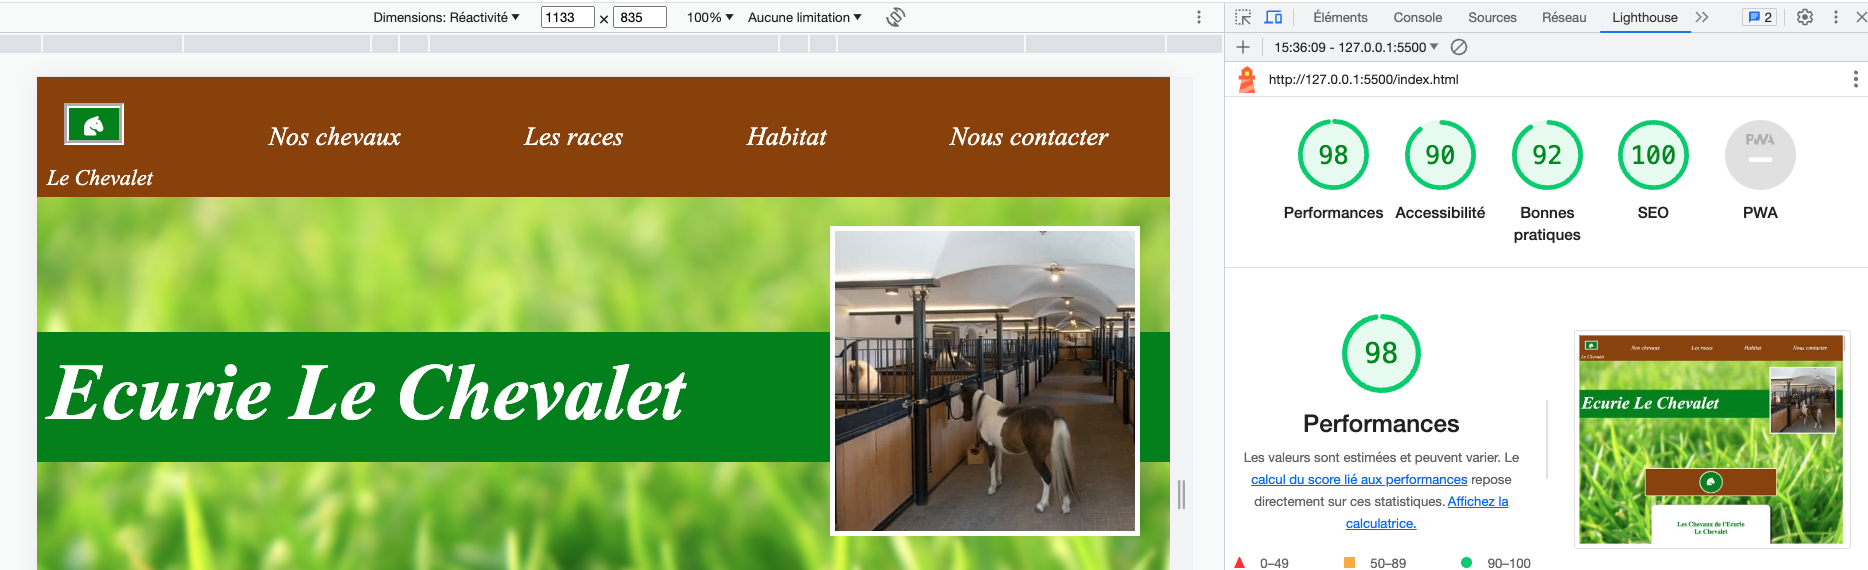 Dimensions: Réactivité ▼ 1133 × 835 100% ▼ Aucune limitation ▼
Éléments Console Sources Réseau Lighthouse 2
15:36:09 - 127.0.0.1:5500
http://127.0.0.1:5500/index.html
Le Chevalet
Nos chevaux Les races Habitat Nous contacter
Ecurie Le Chevalet
98 90 92 100 PWA
Performances Accessibilité Bonnes pratiques SEO PWA
98
Performances
Les valeurs sont estimées et peuvent varier. Le
calcul du score lié aux performances repose
directement sur ces statistiques. Affichez la
calculatrice.
0–49 50–89 90–100
Nos chevaux Les races Habitat Nous contacter
Le Chevalet
Ecurie Le Chevalet
Les Chevaux de l'Ecurie
Le Chevalet